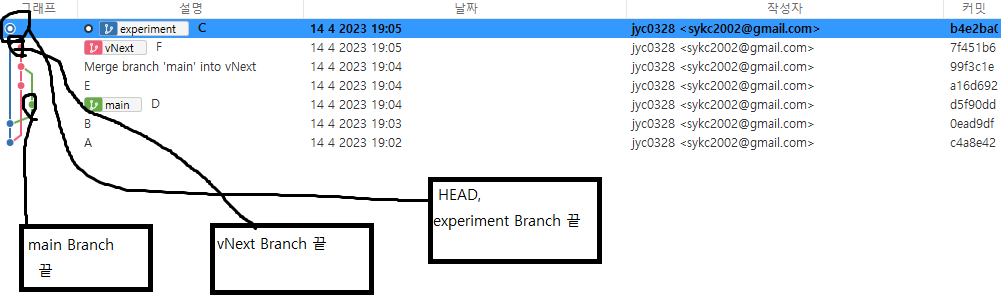 그래프 설명 날짜 작성자 커밋
experiment C 14 4 2023 19:05 jyc0328 <sykc2002@gmail.com> b4e2ba0
vNext F 14 4 2023 19:05 jyc0328 <sykc2002@gmail.com> 7f451b6
Merge branch 'main' into vNext 14 4 2023 19:04 jyc0328 <sykc2002@gmail.com> 99f3c1e
E 14 4 2023 19:04 jyc0328 <sykc2002@gmail.com> a16d692
main D 14 4 2023 19:04 jyc0328 <sykc2002@gmail.com> d5f90dd
B 14 4 2023 19:03 jyc0328 <sykc2002@gmail.com> 0ead9df
A 14 4 2023 19:02 jyc0328 <sykc2002@gmail.com> c4a8e42
HEAD,
experiment Branch 끝
main Branch
끝
vNext Branch 끝